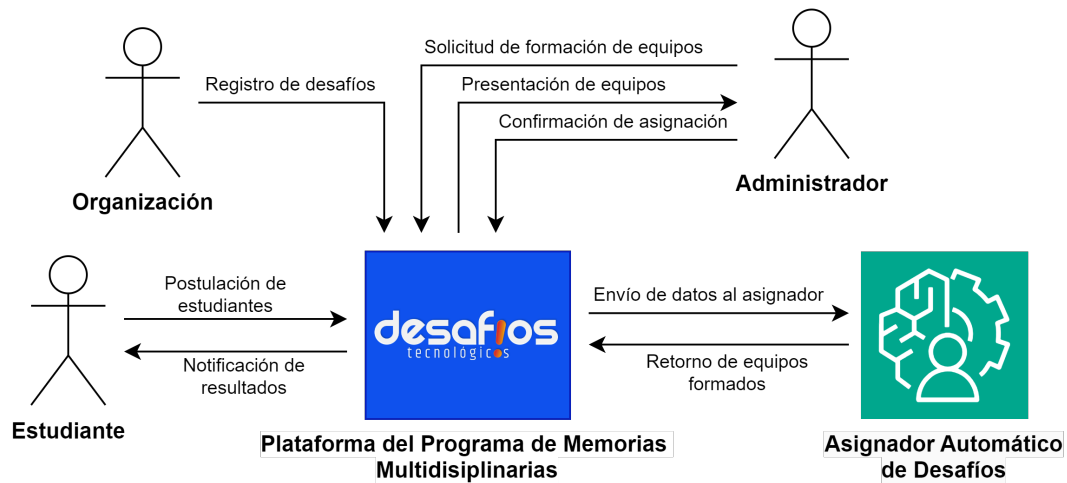 Solicitud de formación de equipos
Registro de desafíos
Presentación de equipos
Confirmación de asignación
Organización
Administrador
Postulación de
estudiantes
Envío de datos al asignador
desaf!os
tecnológicos
Notificación de
resultados
Retorno de equipos
formados
Estudiante
Plataforma del Programa de Memorias
Multidisiplinarias
Asignador Automático
de Desafíos